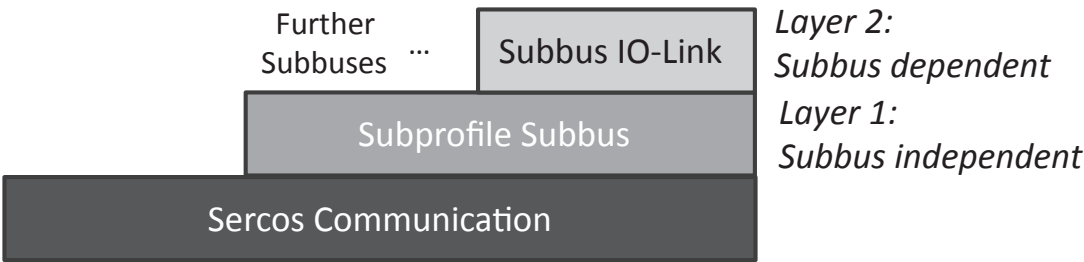 Further
Subbuses ...
Subbus IO-Link
Layer 2:
Subbus dependent
Subprofile Subbus
Layer 1:
Subbus independent
Sercos Communication